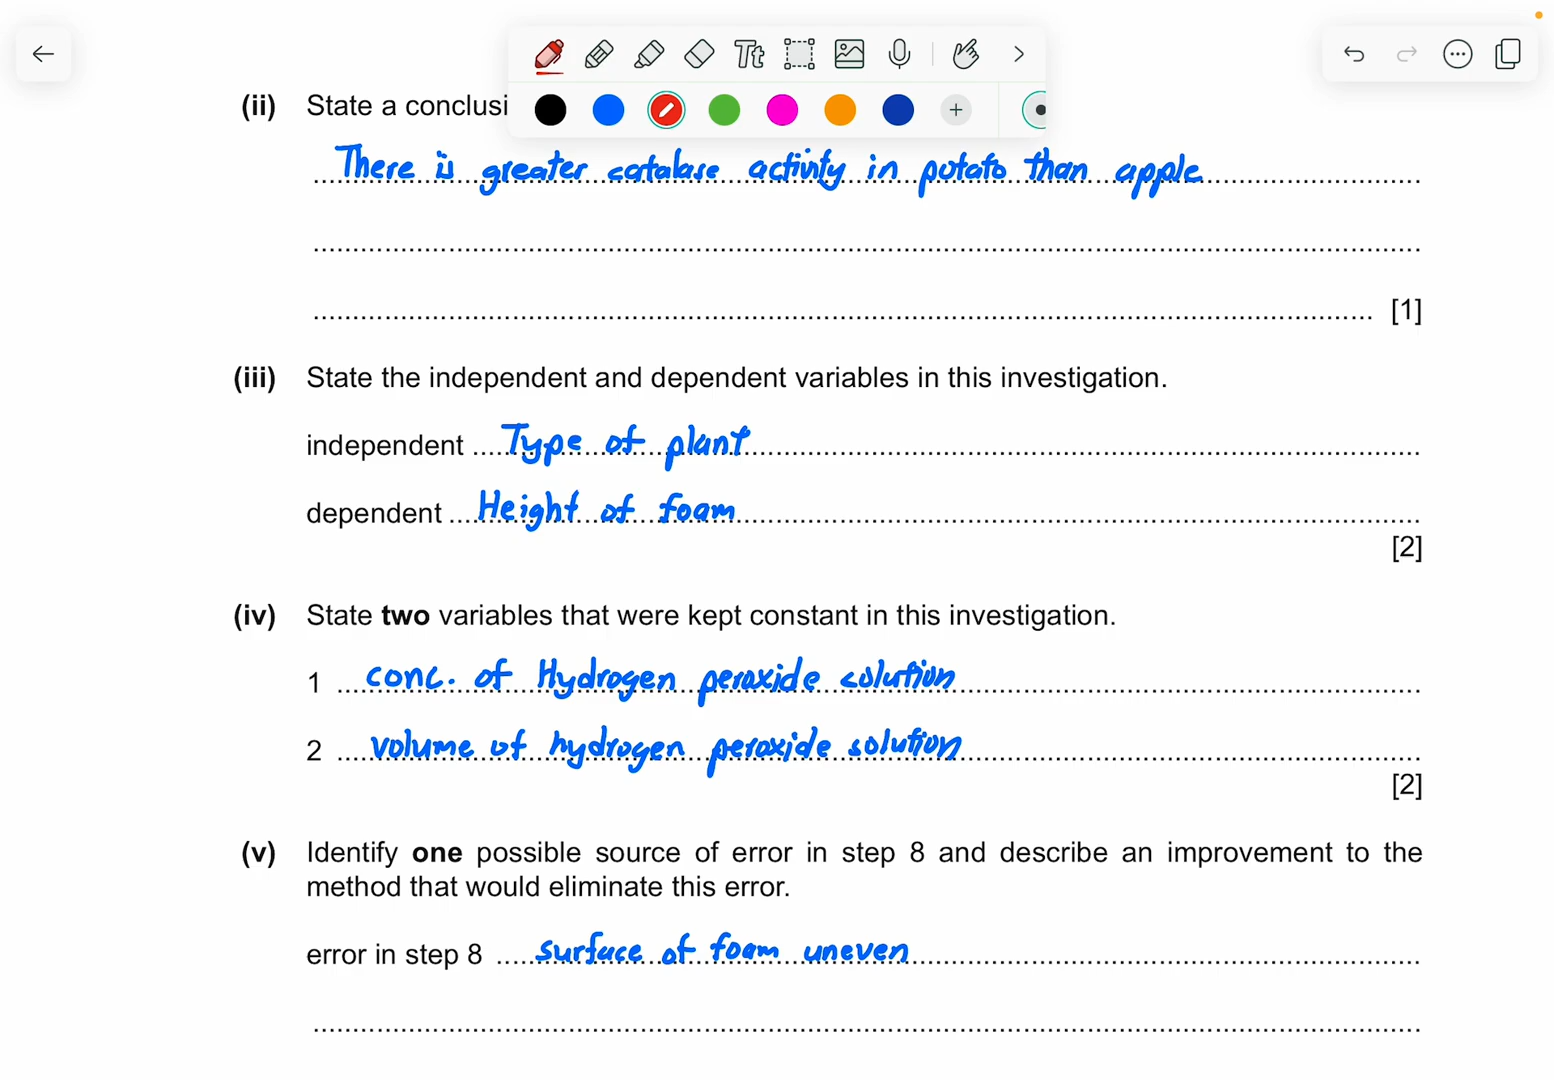 Tt
(ii) State a conclusi
There is greater catalase activity in potato than apple
[1]
(iii) State the independent and dependent variables in this investigation.
independent Type of plant
dependent Height of foam
[2]
(iv) State two variables that were kept constant in this investigation.
1 conc. of Hydrogen peroxide solution
2 volume of hydrogen peroxide solution
[2]
(v) Identify one possible source of error in step 8 and describe an improvement to the
method that would eliminate this error.
error in step 8 surface of foam uneven